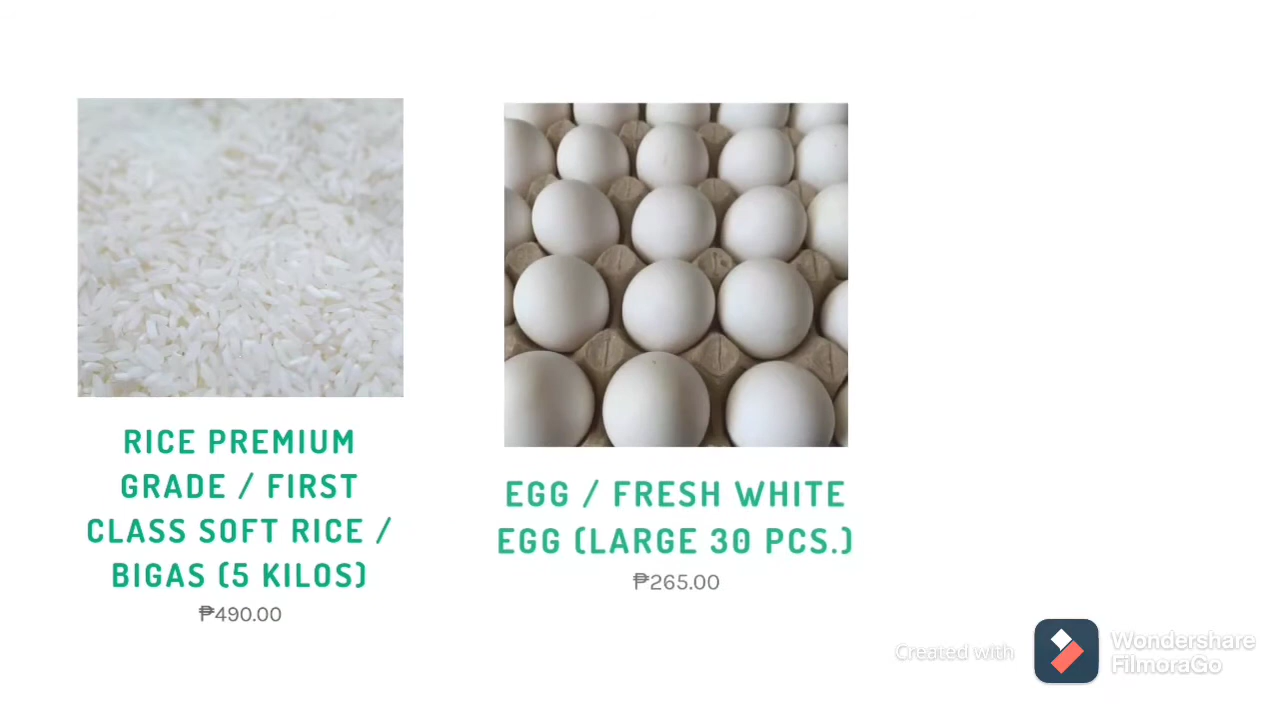 RICE PREMIUM
GRADE / FIRST
CLASS SOFT RICE /
BIGAS (5 KILOS)
₱490.00
EGG / FRESH WHITE
EGG (LARGE 30 PCS.)
₱265.00
Created with
Wondershare
FilmoraGo